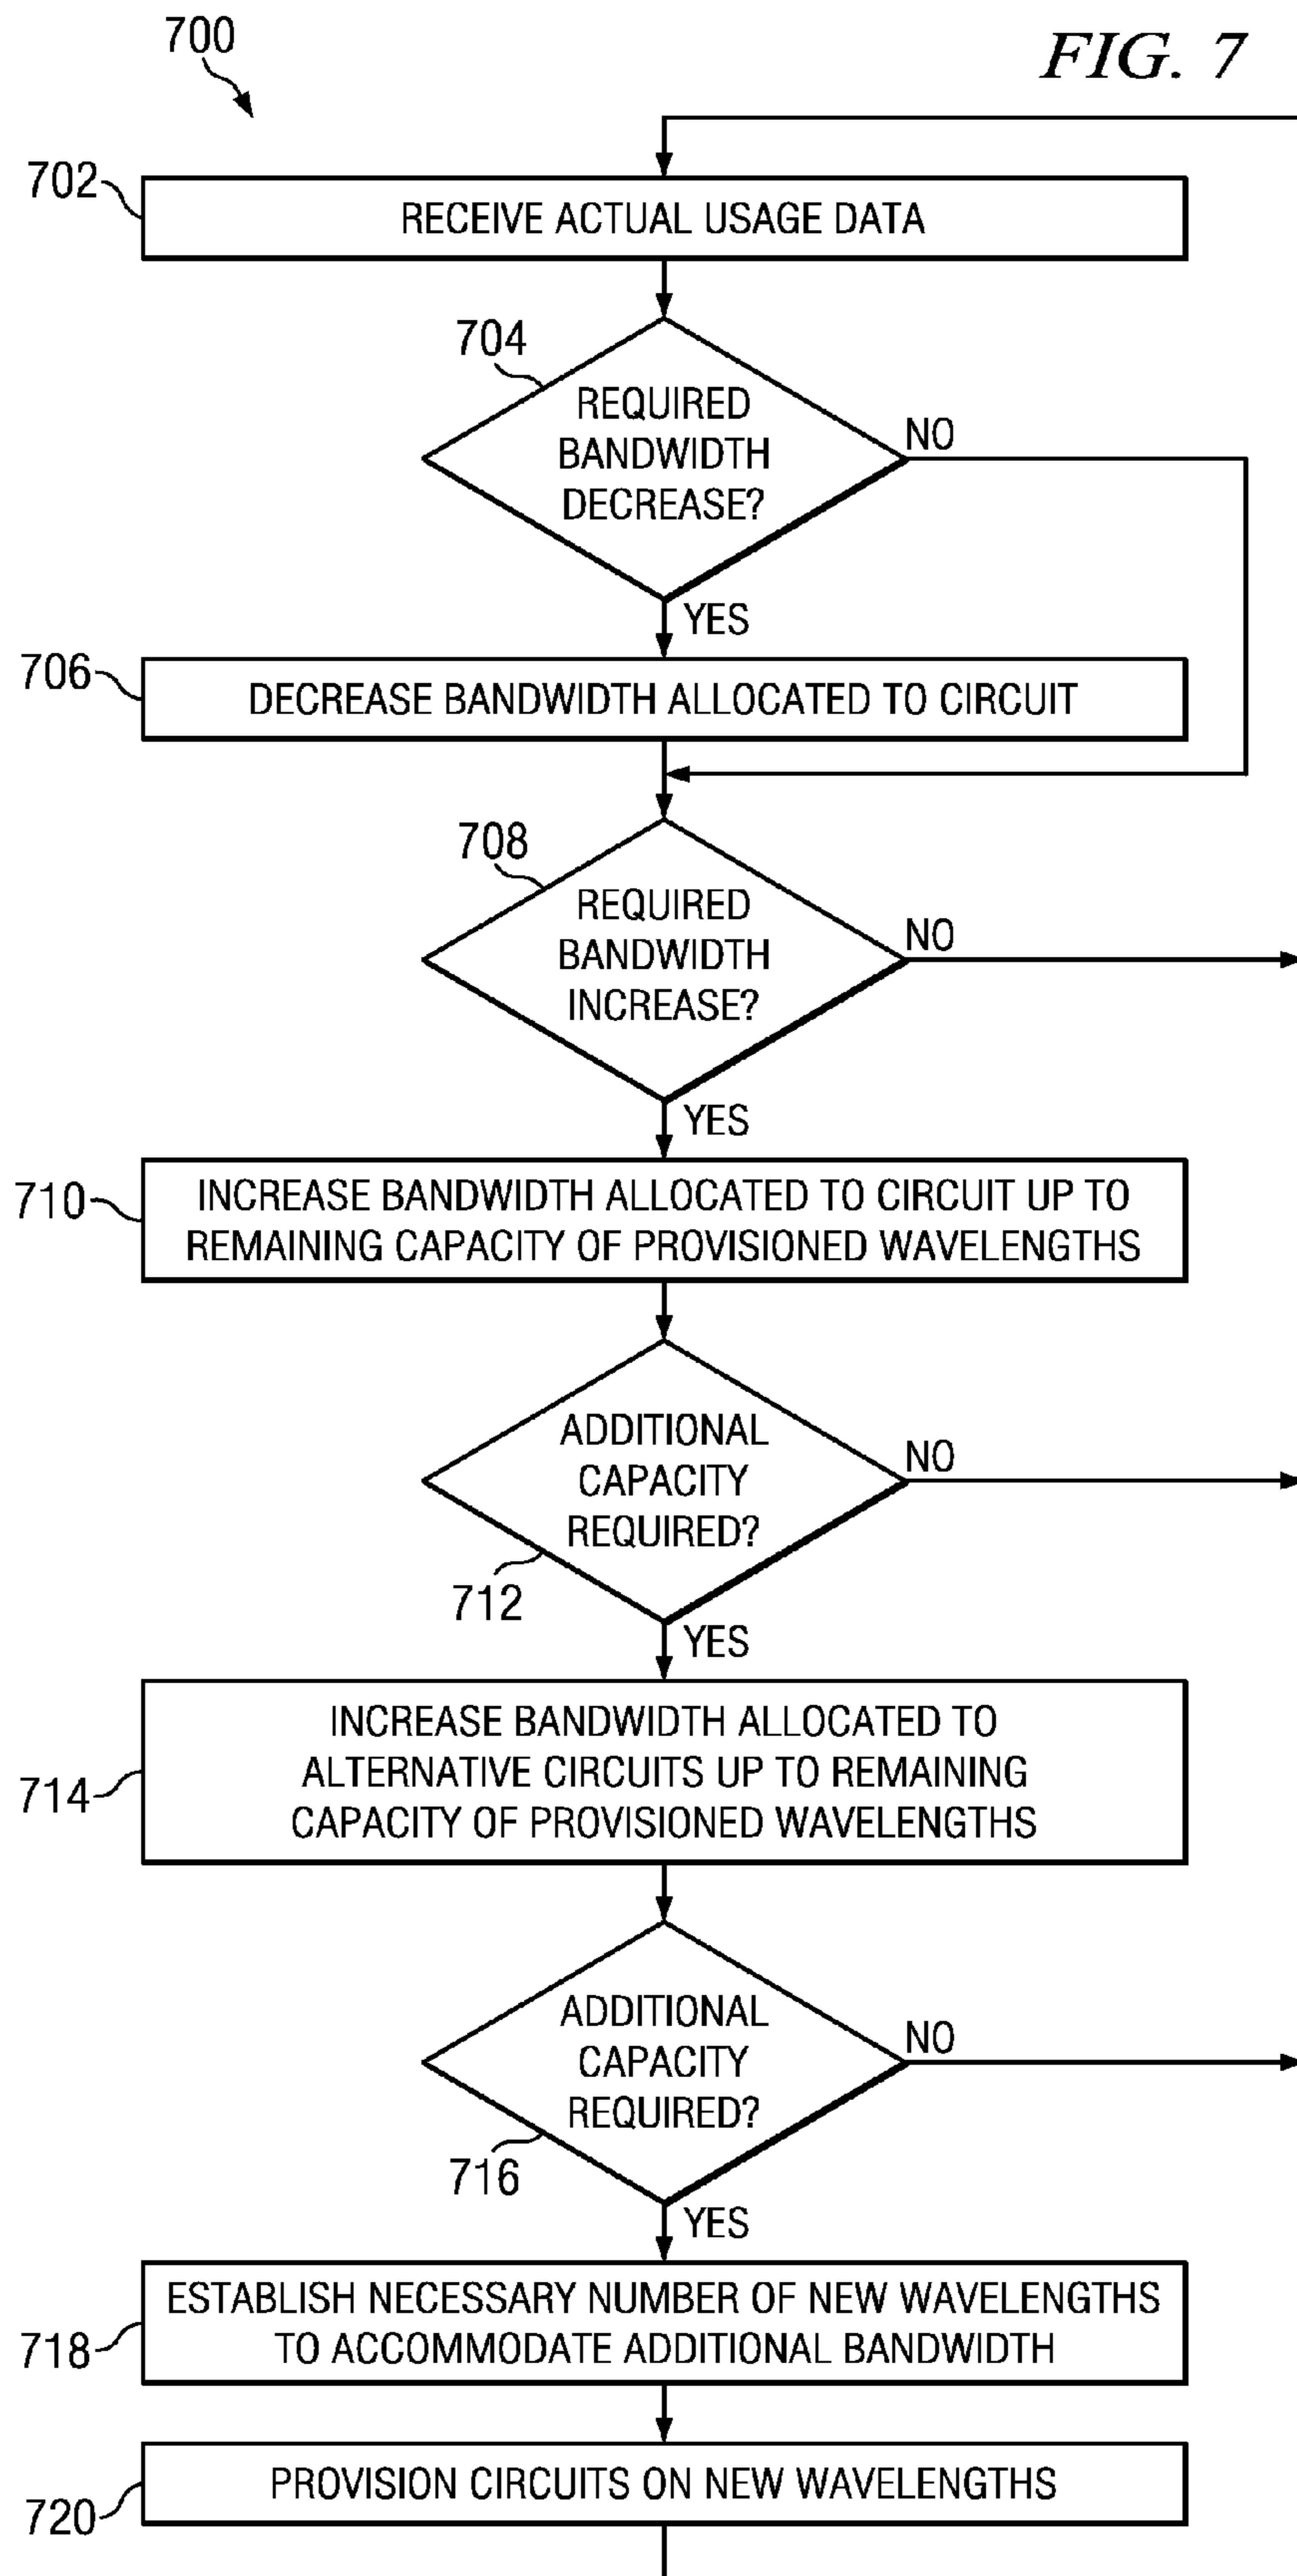 700
FIG. 7
702
RECEIVE ACTUAL USAGE DATA
704
REQUIRED
BANDWIDTH
DECREASE?
NO
YES
706
DECREASE BANDWIDTH ALLOCATED TO CIRCUIT
708
REQUIRED
BANDWIDTH
INCREASE?
NO
YES
710
INCREASE BANDWIDTH ALLOCATED TO CIRCUIT UP TO
REMAINING CAPACITY OF PROVISIONED WAVELENGTHS
ADDITIONAL
CAPACITY
REQUIRED?
NO
712
YES
714
INCREASE BANDWIDTH ALLOCATED TO
ALTERNATIVE CIRCUITS UP TO REMAINING
CAPACITY OF PROVISIONED WAVELENGTHS
ADDITIONAL
CAPACITY
REQUIRED?
NO
716
YES
718
ESTABLISH NECESSARY NUMBER OF NEW WAVELENGTHS
TO ACCOMMODATE ADDITIONAL BANDWIDTH
720
PROVISION CIRCUITS ON NEW WAVELENGTHS